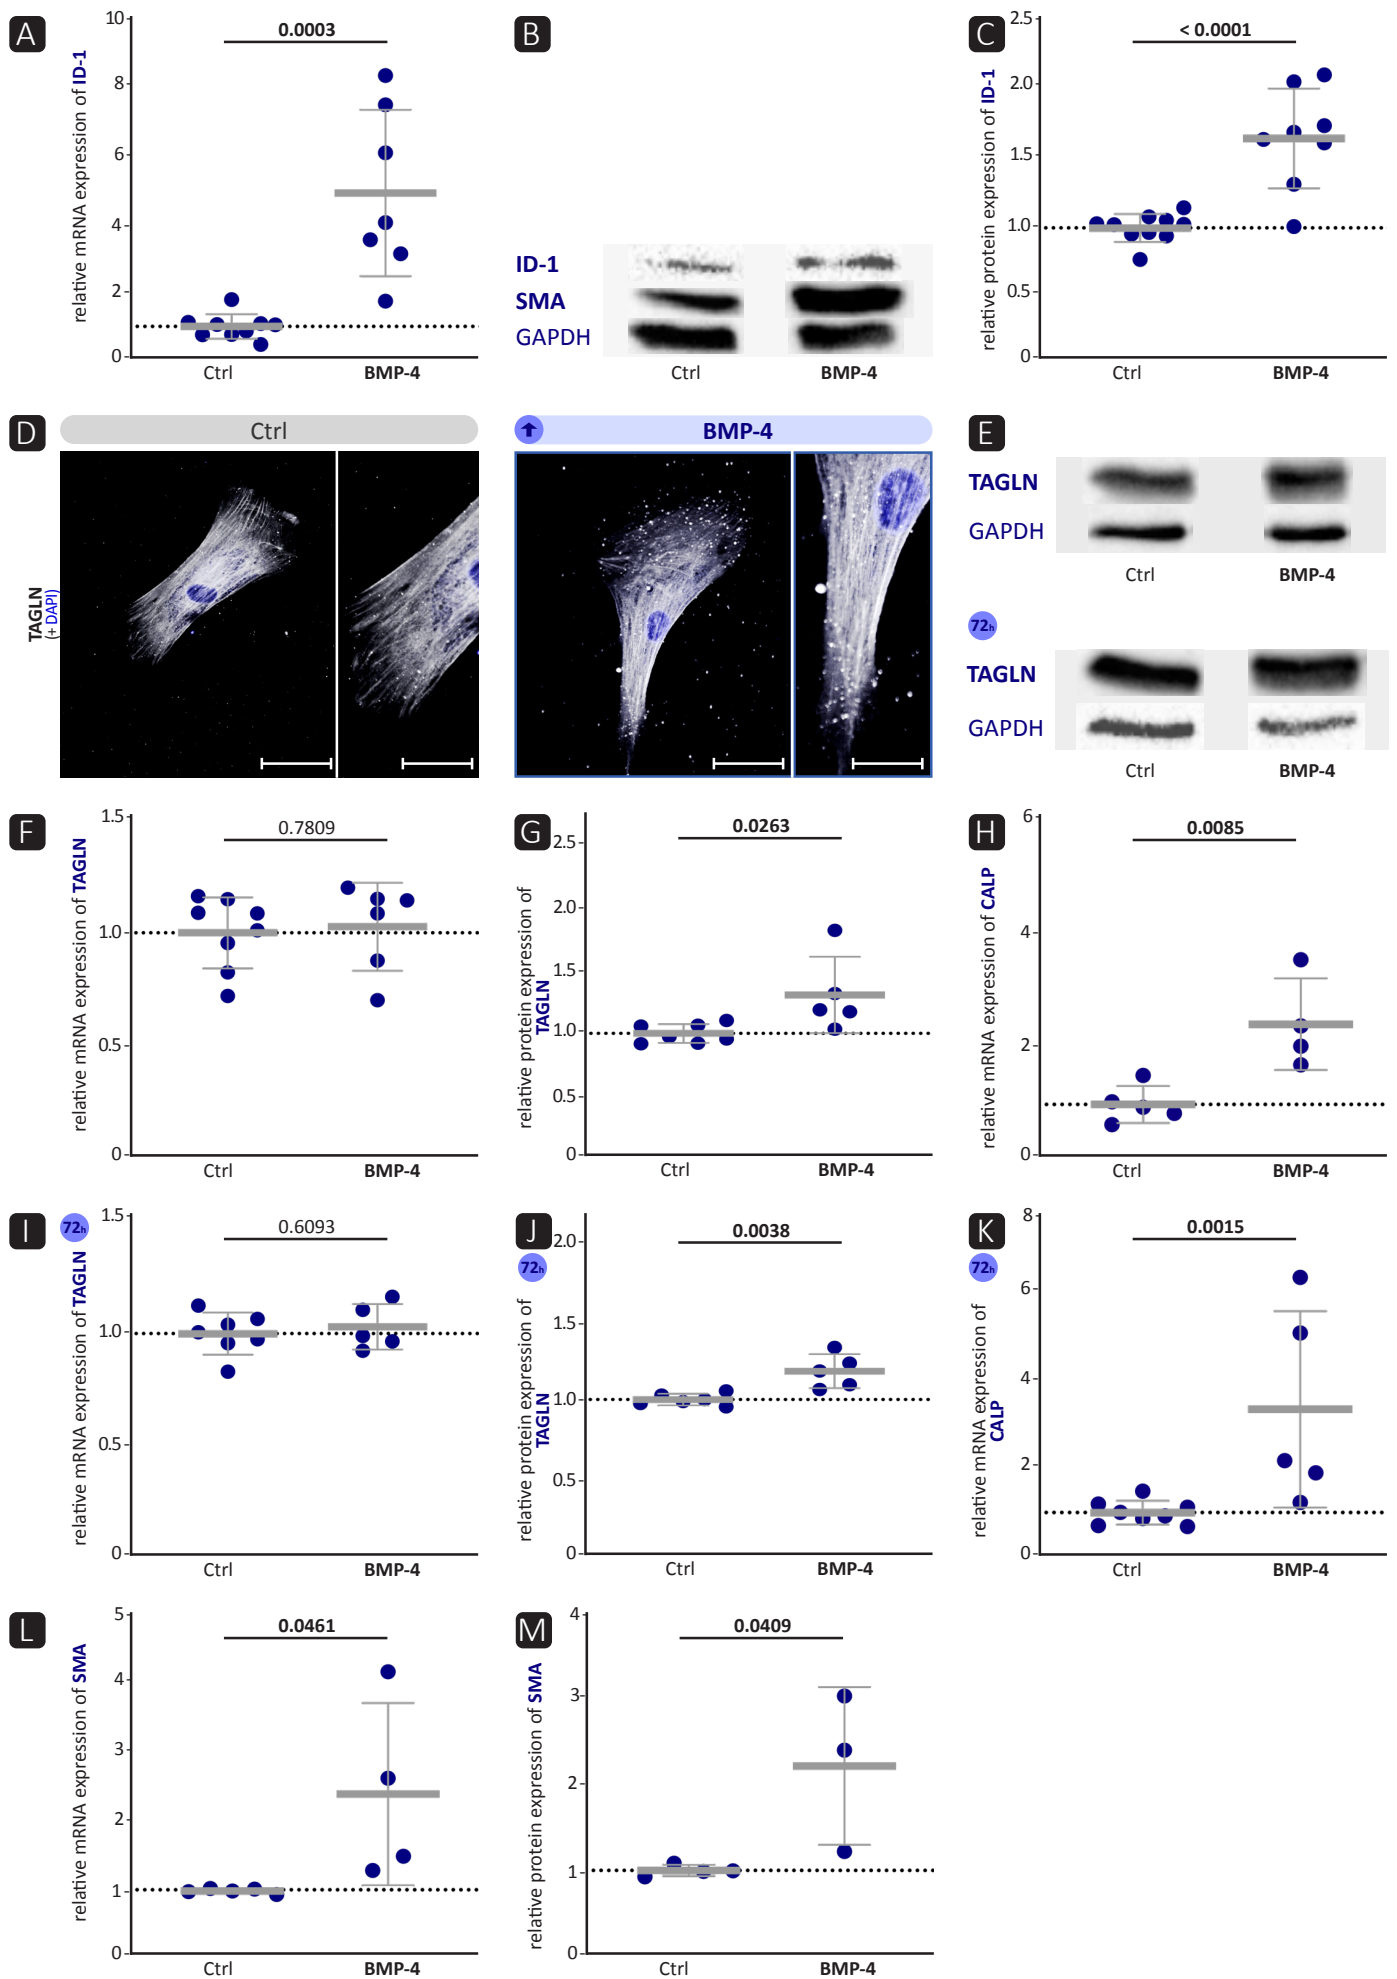 A
relative mRNA expression of ID-1
10
8
6
4
2
0
0.0003
Ctrl
BMP-4
B
ID-1
SMA
GAPDH
Ctrl
BMP-4
C
relative protein expression of ID-1
2.5
2.0
1.5
1.0
0.5
0
< 0.0001
Ctrl
BMP-4
D
Ctrl
BMP-4
TAGLN
(+ DAPI)
E
TAGLN
GAPDH
Ctrl
BMP-4
72h
TAGLN
GAPDH
Ctrl
BMP-4
F
relative mRNA expression of TAGLN
1.5
1.0
0.5
0
0.7809
Ctrl
BMP-4
G
relative protein expression of
TAGLN
2.5
2.0
1.5
1.0
0.5
0
0.0263
Ctrl
BMP-4
H
relative mRNA expression of CALP
6
4
2
0
0.0085
Ctrl
BMP-4
I
72h
relative mRNA expression of TAGLN
1.5
1.0
0.5
0
0.6093
Ctrl
BMP-4
J
72h
relative protein expression of
TAGLN
2.0
1.5
1.0
0.5
0
0.0038
Ctrl
BMP-4
K
72h
relative mRNA expression of
CALP
8
6
4
2
0
0.0015
Ctrl
BMP-4
L
relative mRNA expression of SMA
5
4
3
2
1
0
0.0461
Ctrl
BMP-4
M
relative protein expression of SMA
4
3
2
1
0
0.0409
Ctrl
BMP-4